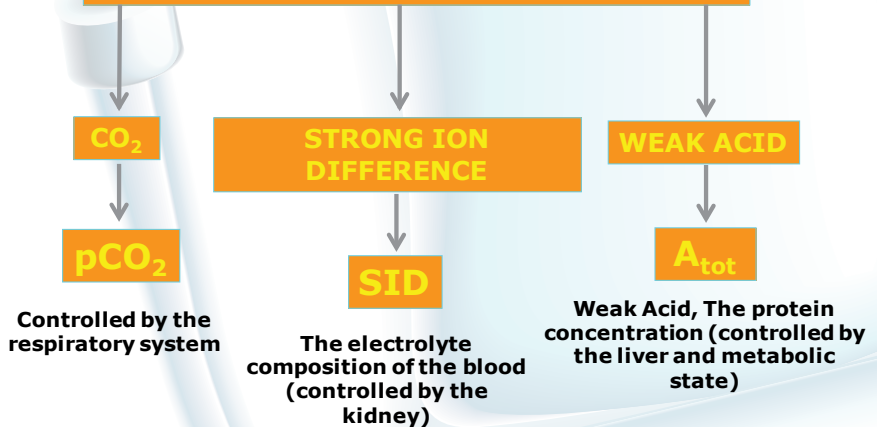 CO₂
STRONG ION
DIFFERENCE
WEAK ACID
pCO₂
SID
Aₜₒₜ
Controlled by the
respiratory system
The electrolyte
composition of the blood
(controlled by the
kidney)
Weak Acid, The protein
concentration (controlled by
the liver and metabolic
state)